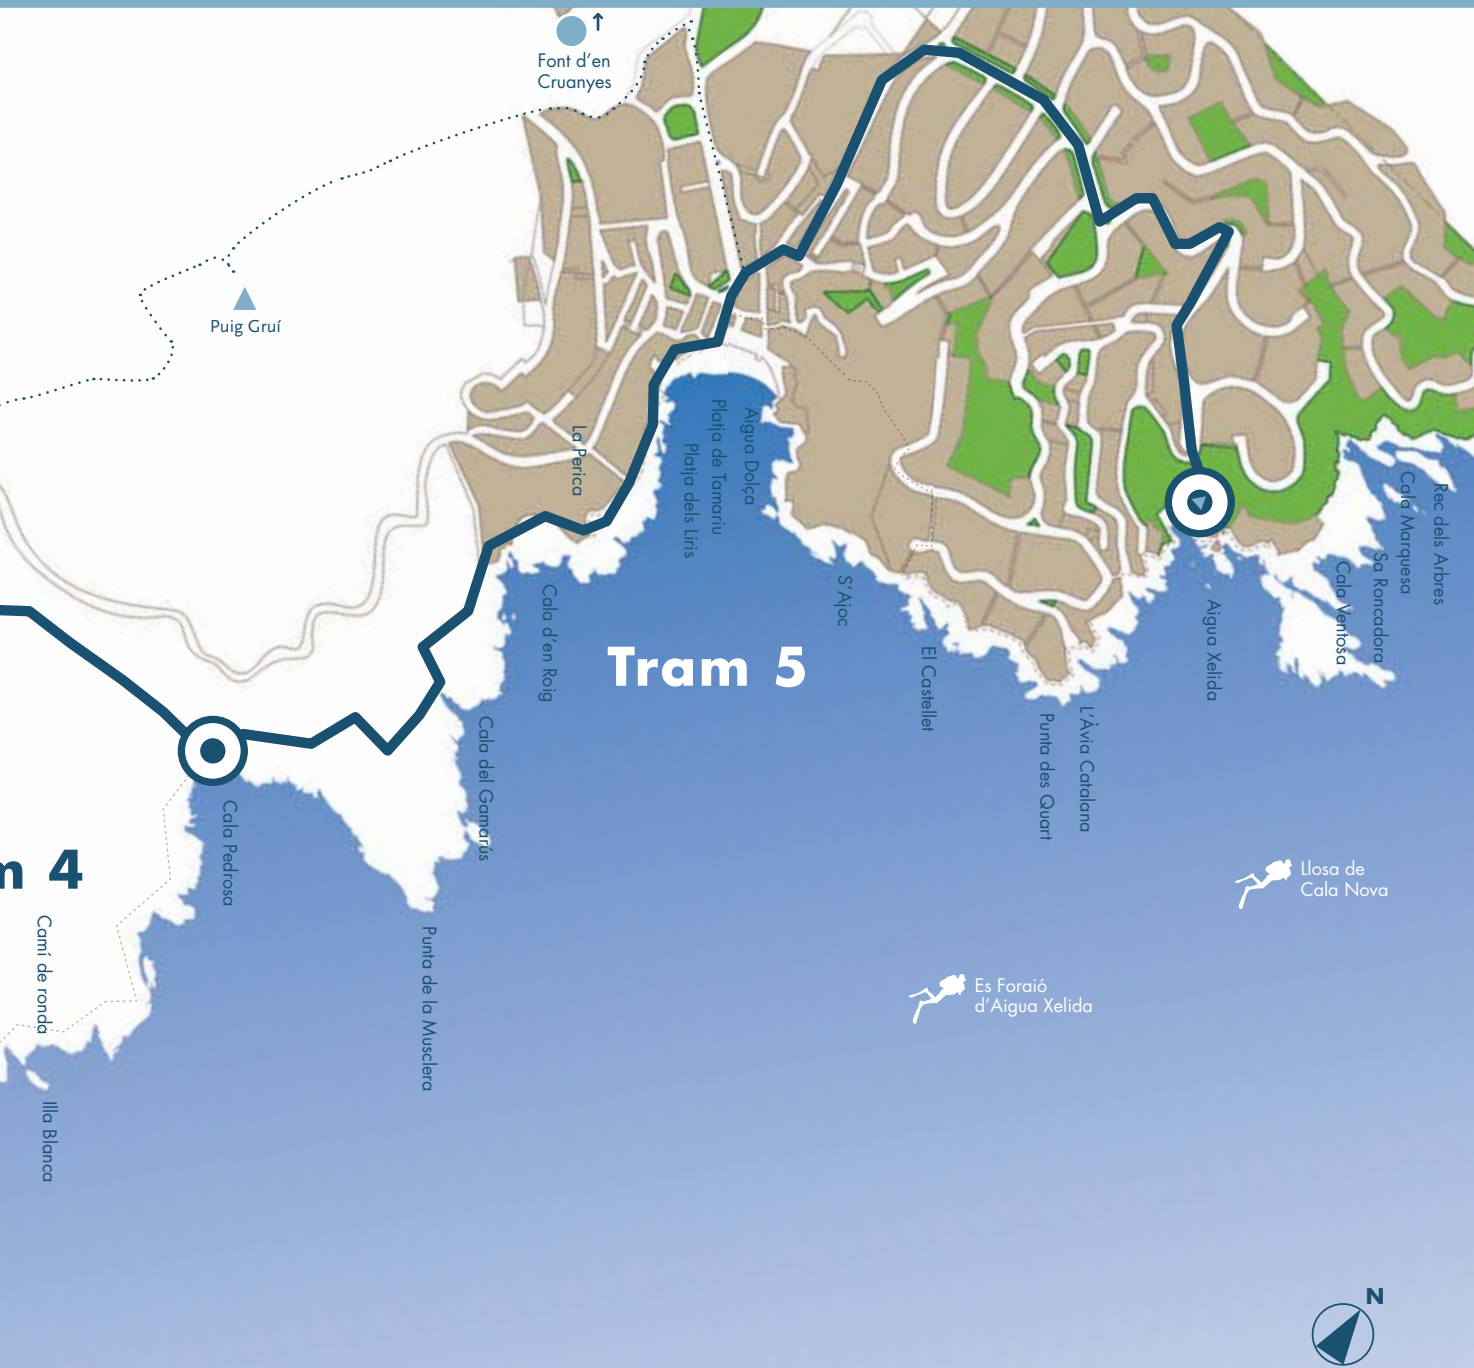 ↑
Font d'en
Cruanyes
Puig Gruí
La Perica
Platja dels Liris
Platja de Tamariu
Aigua Dolça
Cala d'en Roig
Tram 5
S'Ajoc
El Castellet
Punta des Quart
L'Àvia Catalana
Aigua Xelida
Cala Ventosa
Sa Roncadora
Cala Marquesa
Rec dels Arbres
Cala del Gamarús
Cala Pedrosa
m 4
Camí de ronda
Punta de la Musclera
Illa Blanca
Llosa de
Cala Nova
Es Foraió
d'Aigua Xelida
N